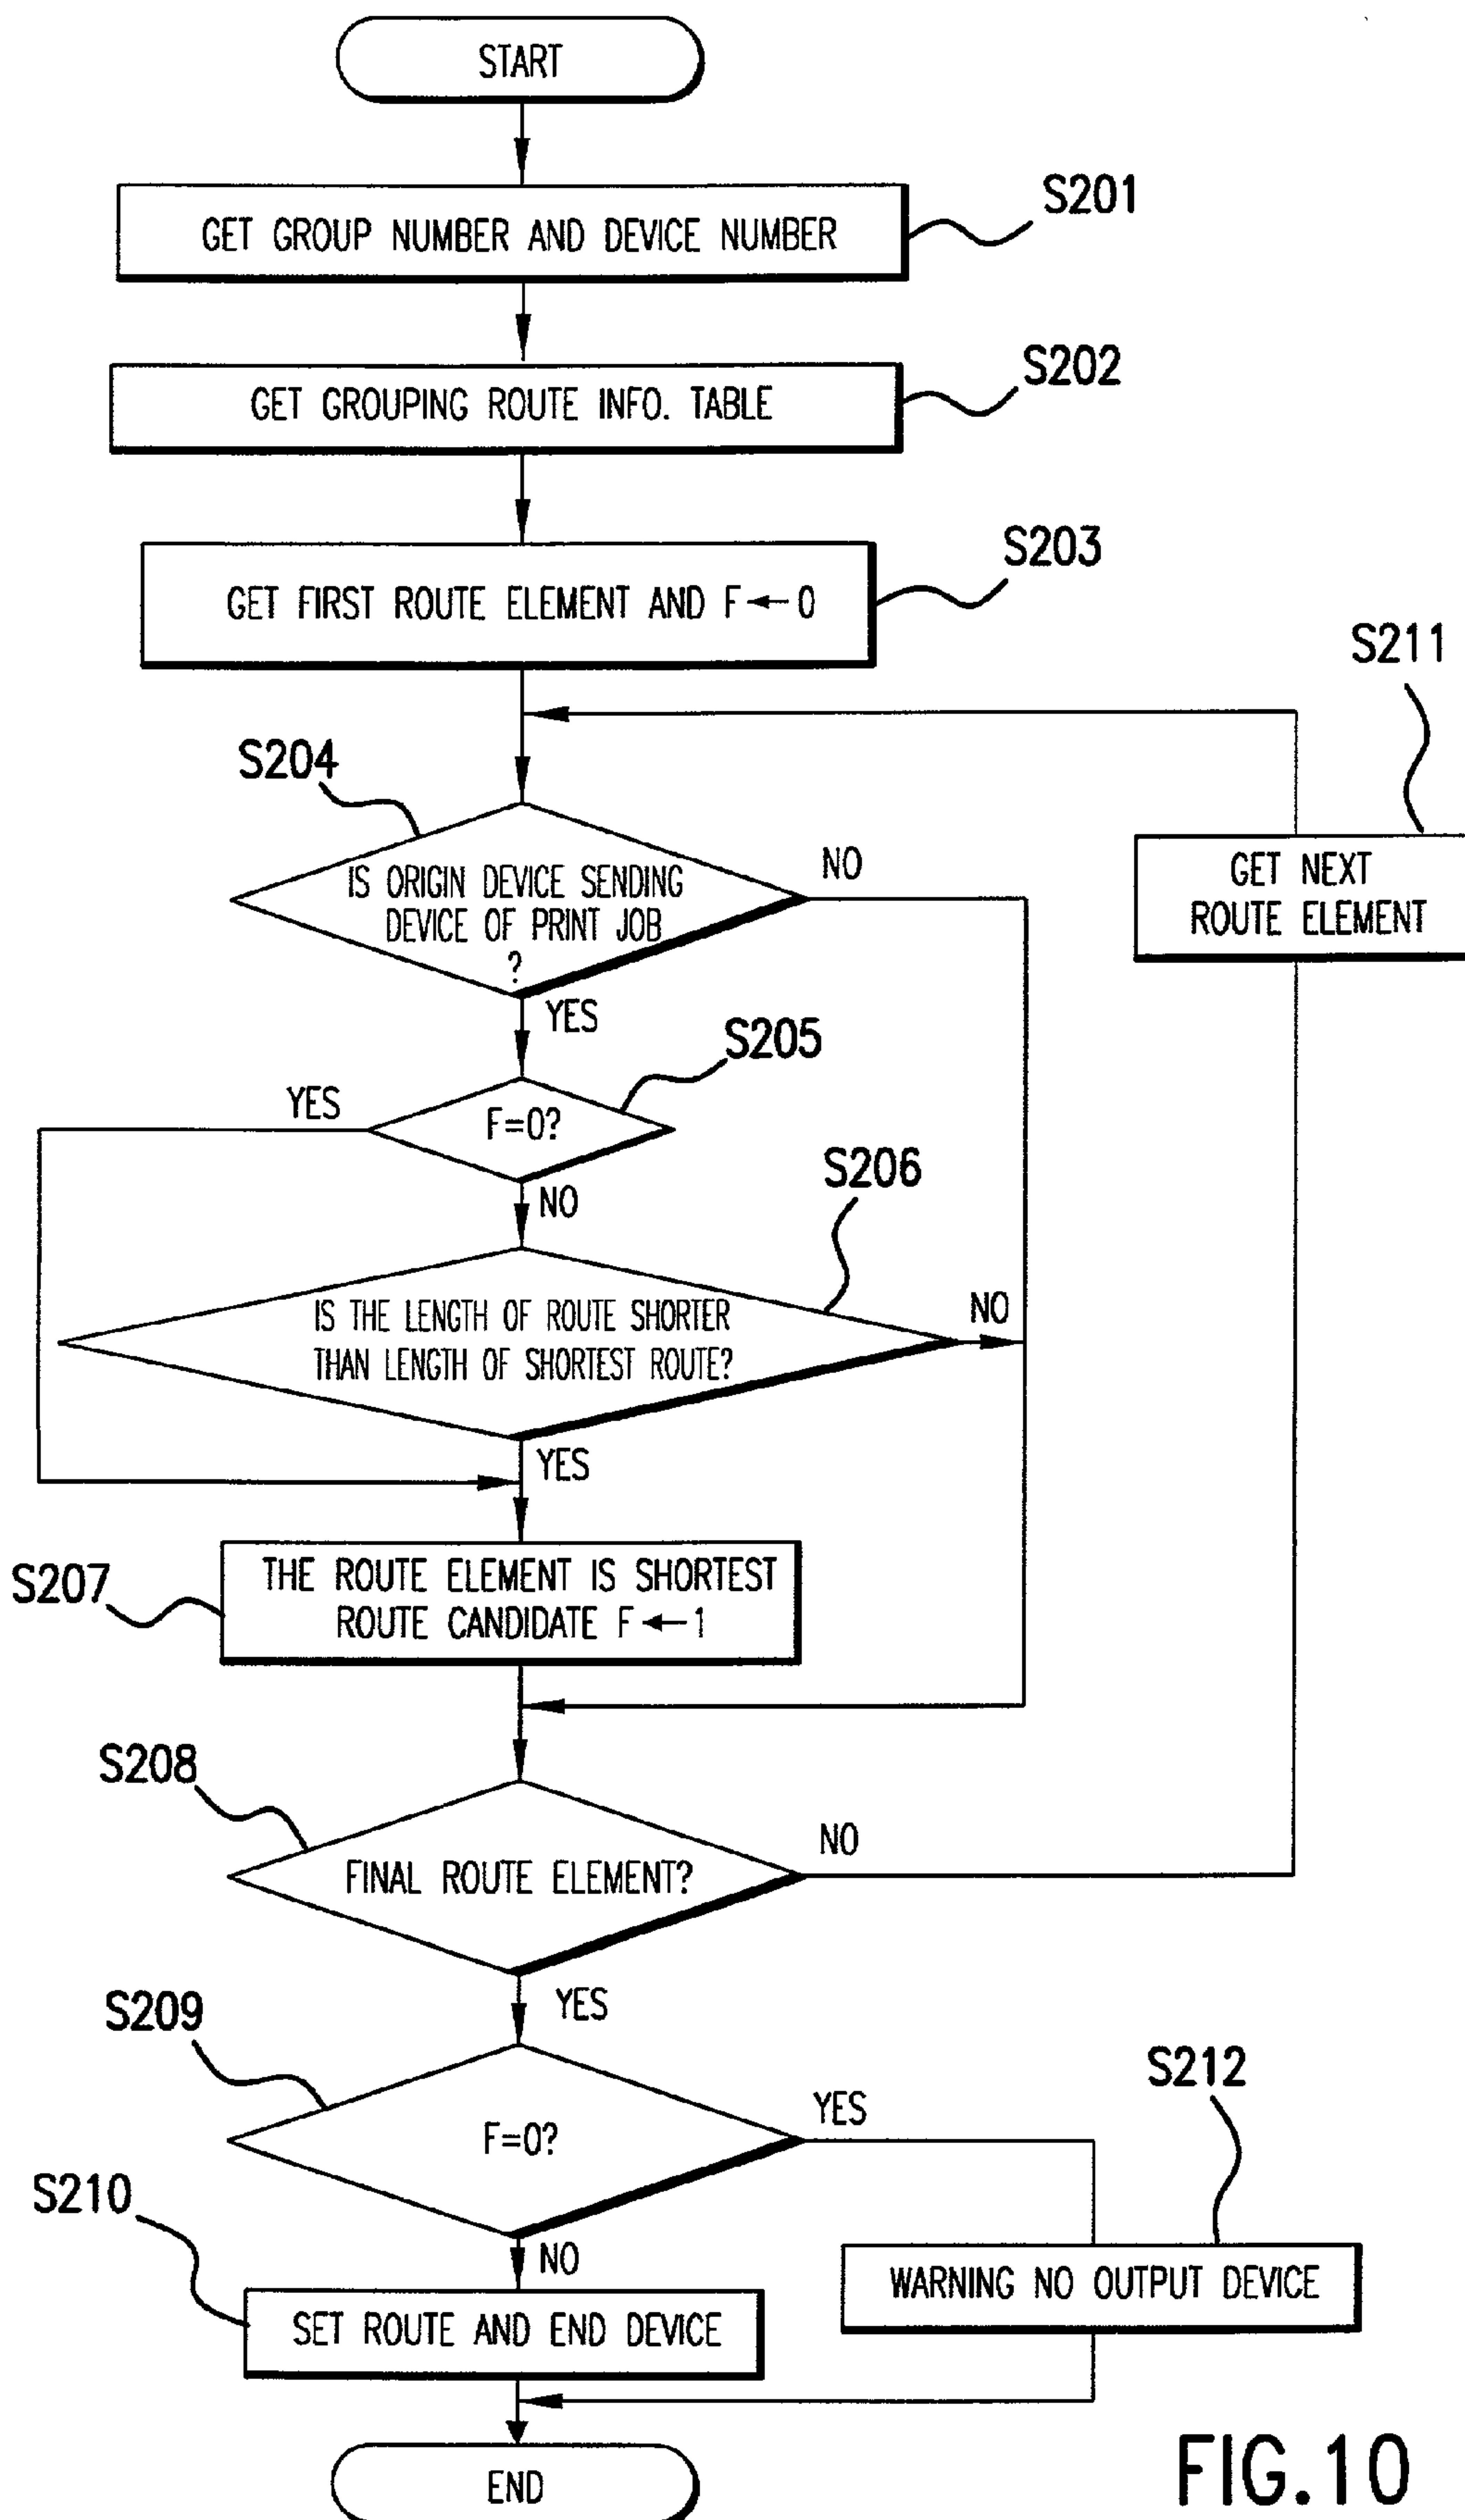 START
GET GROUP NUMBER AND DEVICE NUMBER
S201
GET GROUPING ROUTE INFO. TABLE
S202
GET FIRST ROUTE ELEMENT AND F←0
S203
S211
GET NEXT
ROUTE ELEMENT
S204
IS ORIGIN DEVICE SENDING
DEVICE OF PRINT JOB
?
NO
YES
S205
F=0?
YES
NO
S206
IS THE LENGTH OF ROUTE SHORTER
THAN LENGTH OF SHORTEST ROUTE?
NO
YES
S207
THE ROUTE ELEMENT IS SHORTEST
ROUTE CANDIDATE F←1
S208
FINAL ROUTE ELEMENT?
NO
YES
S209
F=0?
YES
NO
S212
WARNING NO OUTPUT DEVICE
S210
SET ROUTE AND END DEVICE
END
FIG.10